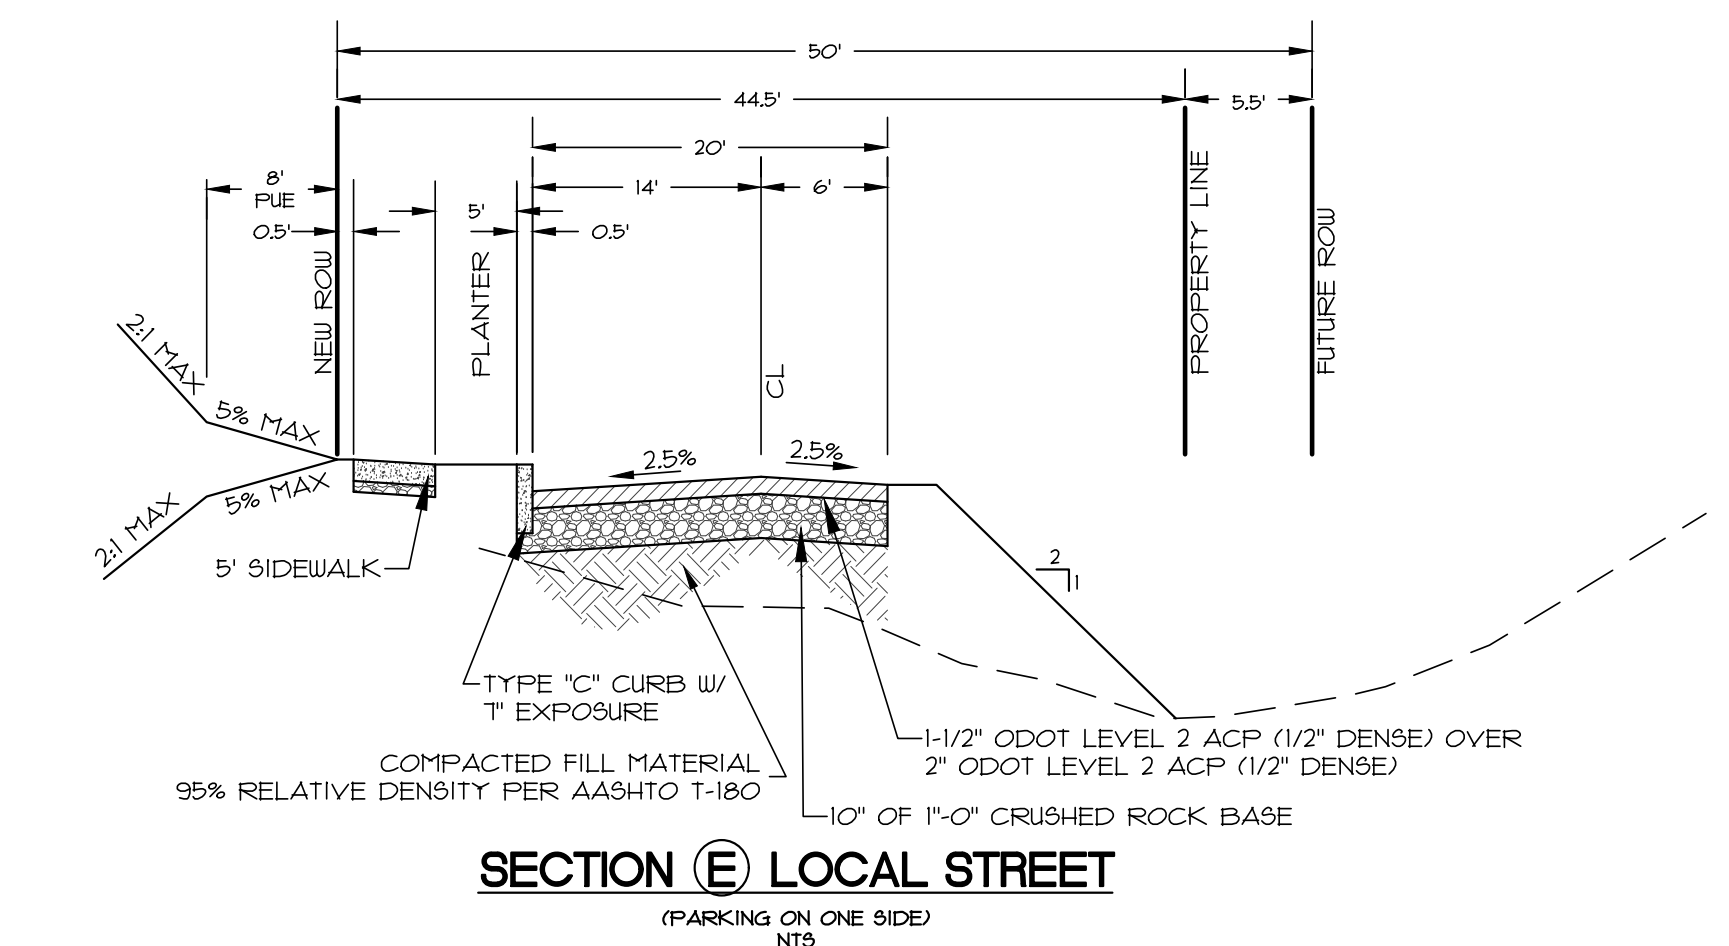 50'
44.5'
5.5'
20'
8'
PUE
14'
6'
5'
0.5'
0.5'
NEW ROW
PLANTER
CL
PROPERTY LINE
FUTURE ROW
2:1 MAX
5% MAX
2.5%
2.5%
5% MAX
2:1 MAX
5' SIDEWALK
2
1
TYPE "C" CURB W/
7" EXPOSURE
1-1/2" ODOT LEVEL 2 ACP (1/2" DENSE) OVER
2" ODOT LEVEL 2 ACP (1/2" DENSE)
COMPACTED FILL MATERIAL
95% RELATIVE DENSITY PER AASHTO T-180
10" OF 1"-0" CRUSHED ROCK BASE
SECTION E LOCAL STREET
(PARKING ON ONE SIDE)
NTS